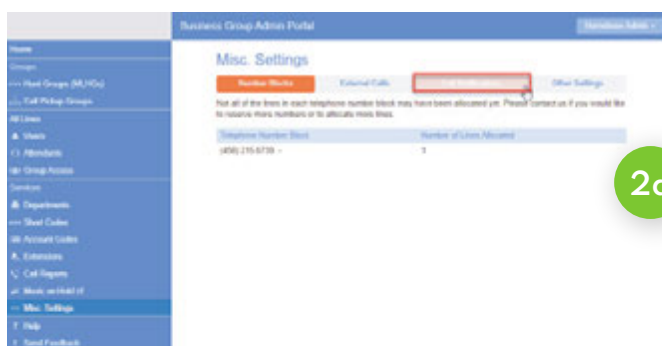 Business Group Admin Portal
Home
Groups
Hunt Groups (MLHGs)
Call Pickup Groups
All Lines
Users
Attendants
Group Access
Services
Departments
Short Codes
Account Codes
Extensions
Call Reports
Music on Hold
Misc. Settings
Help
Send Feedback
Misc. Settings
Number Blocks
External Calls
Other Settings
Not all of the lines in each telephone number block may have been allocated yet. Please contact us if you would like
to reserve more numbers or to allocate more lines.
Telephone Number Block
Number of Lines Allocated
2c